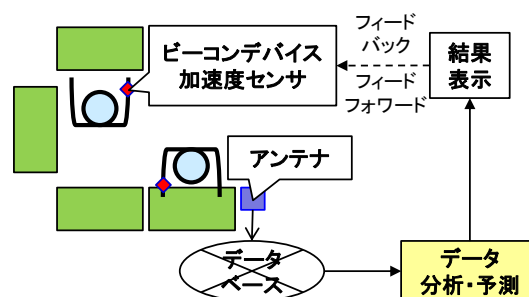 ビーコンデバイス
加速度センサ
フィード
バック
フィード
フォワード
結果
表示
アンテナ
データ
ベース
データ
分析・予測